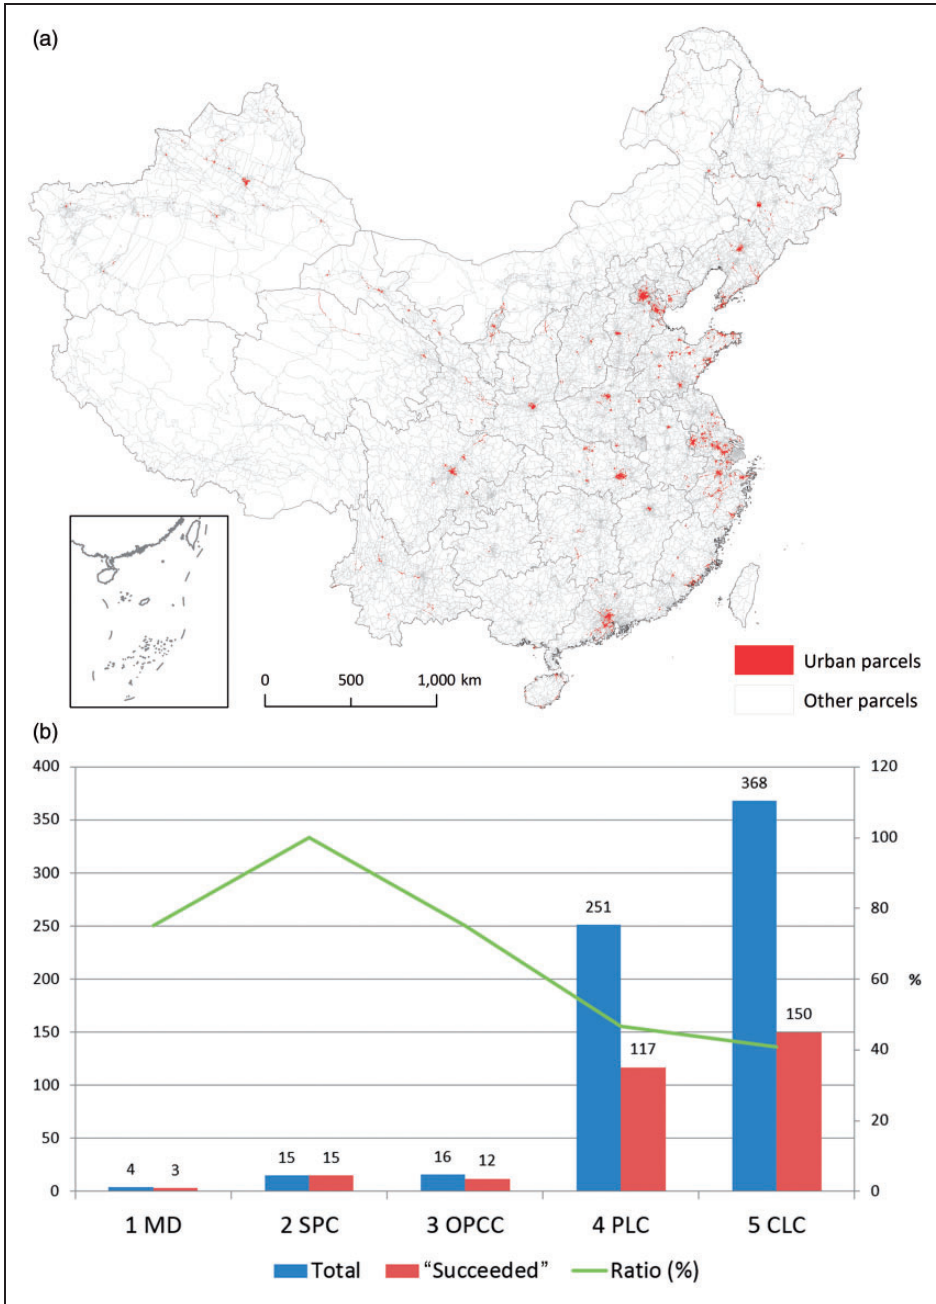 (a)
0 500 1,000 km
Urban parcels
Other parcels
(b)
400 120
350 100
300 80
250 60
200 %
150 40
100 20
50
0 0
368
251
150
117
4 3 15 15 16 12
1 MD 2 SPC 3 OPCC 4 PLC 5 CLC
Total "Succeeded" Ratio (%)